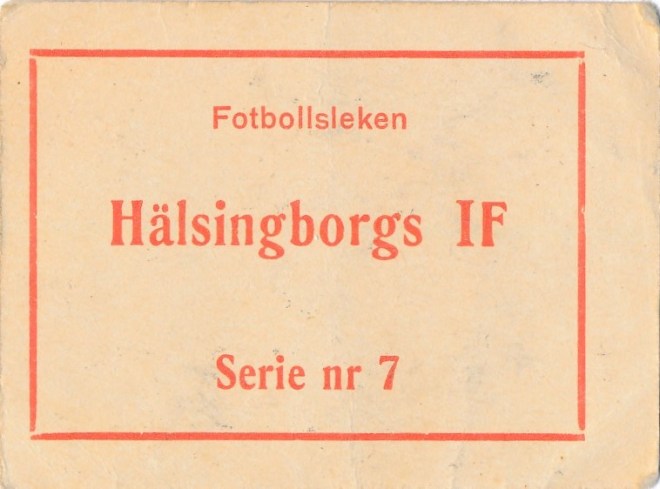 Fotbollsleken
Hälsingborgs IF
Serie nr 7